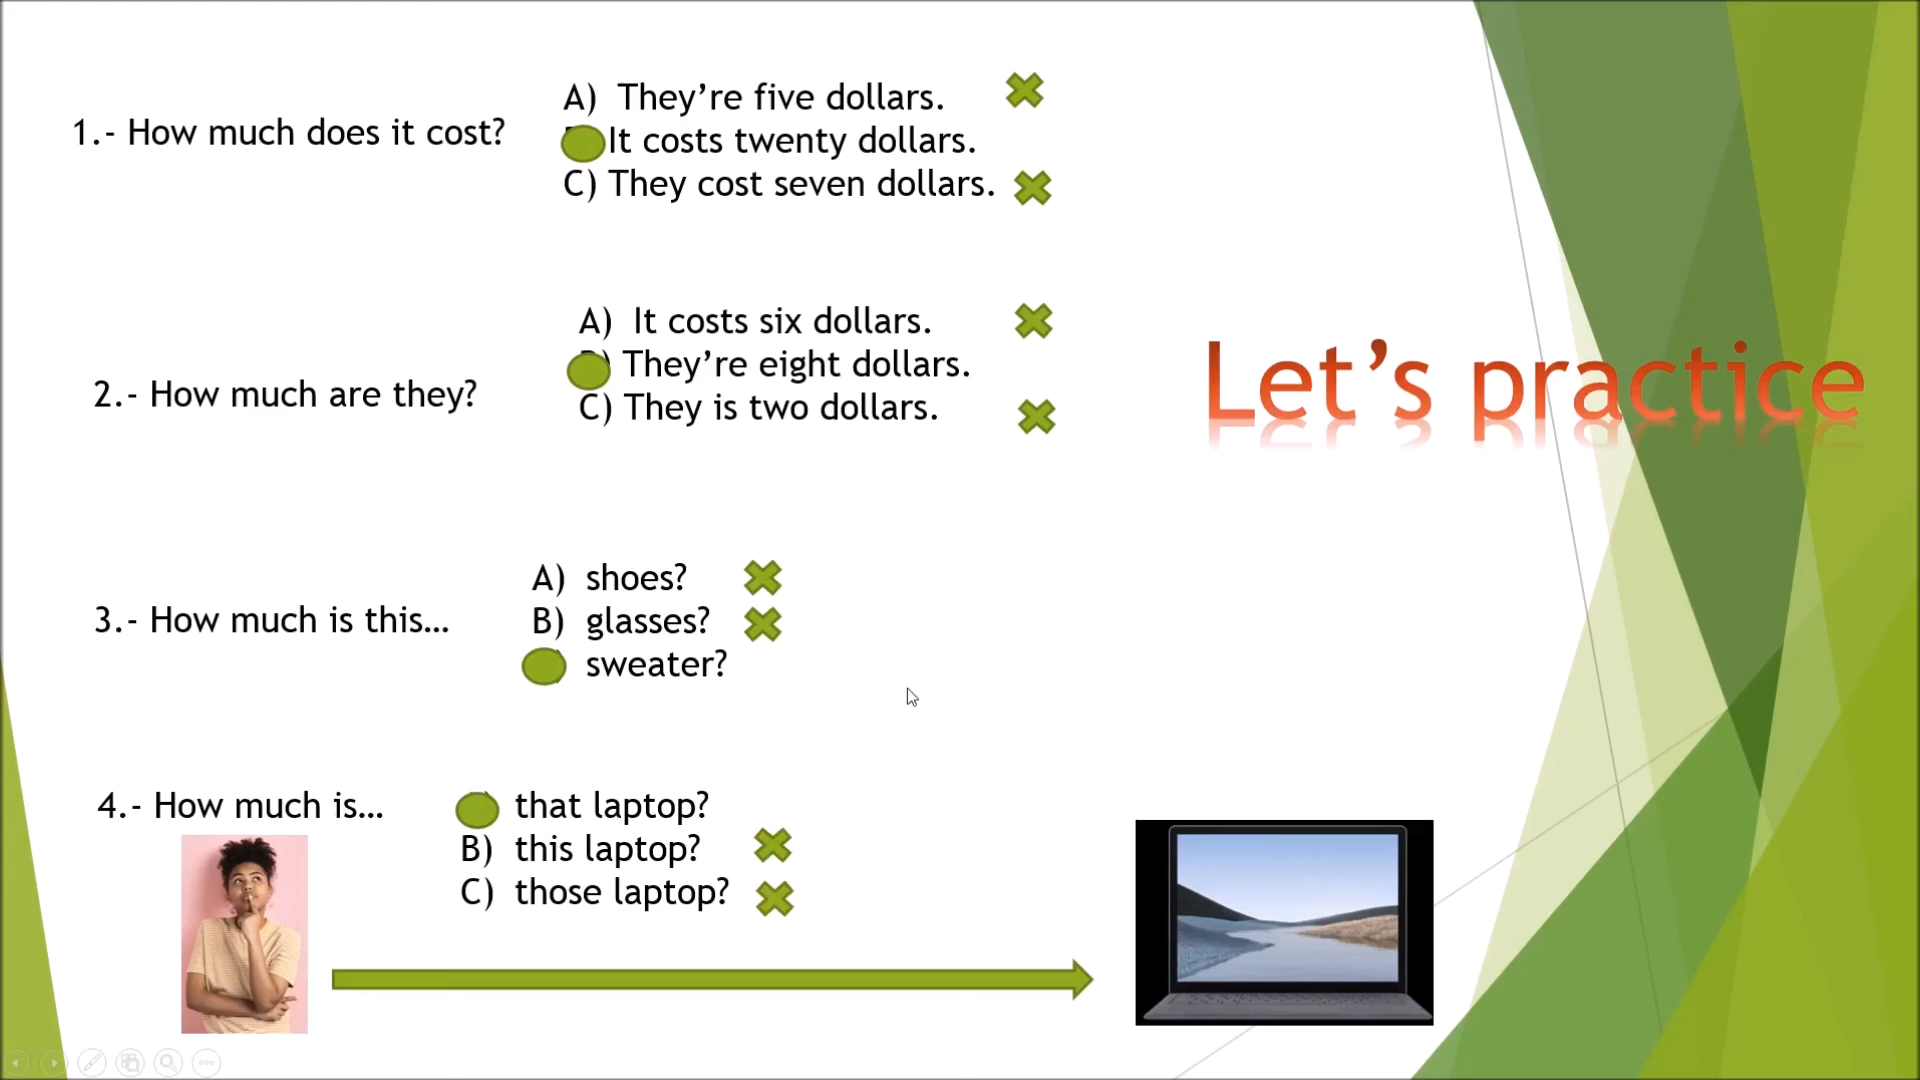 1.- How much does it cost?
A) They’re five dollars.
It costs twenty dollars.
C) They cost seven dollars.
2.- How much are they?
A) It costs six dollars.
They’re eight dollars.
C) They is two dollars.
Let’s practice
3.- How much is this…
A) shoes?
B) glasses?
sweater?
4.- How much is…
that laptop?
B) this laptop?
C) those laptop?